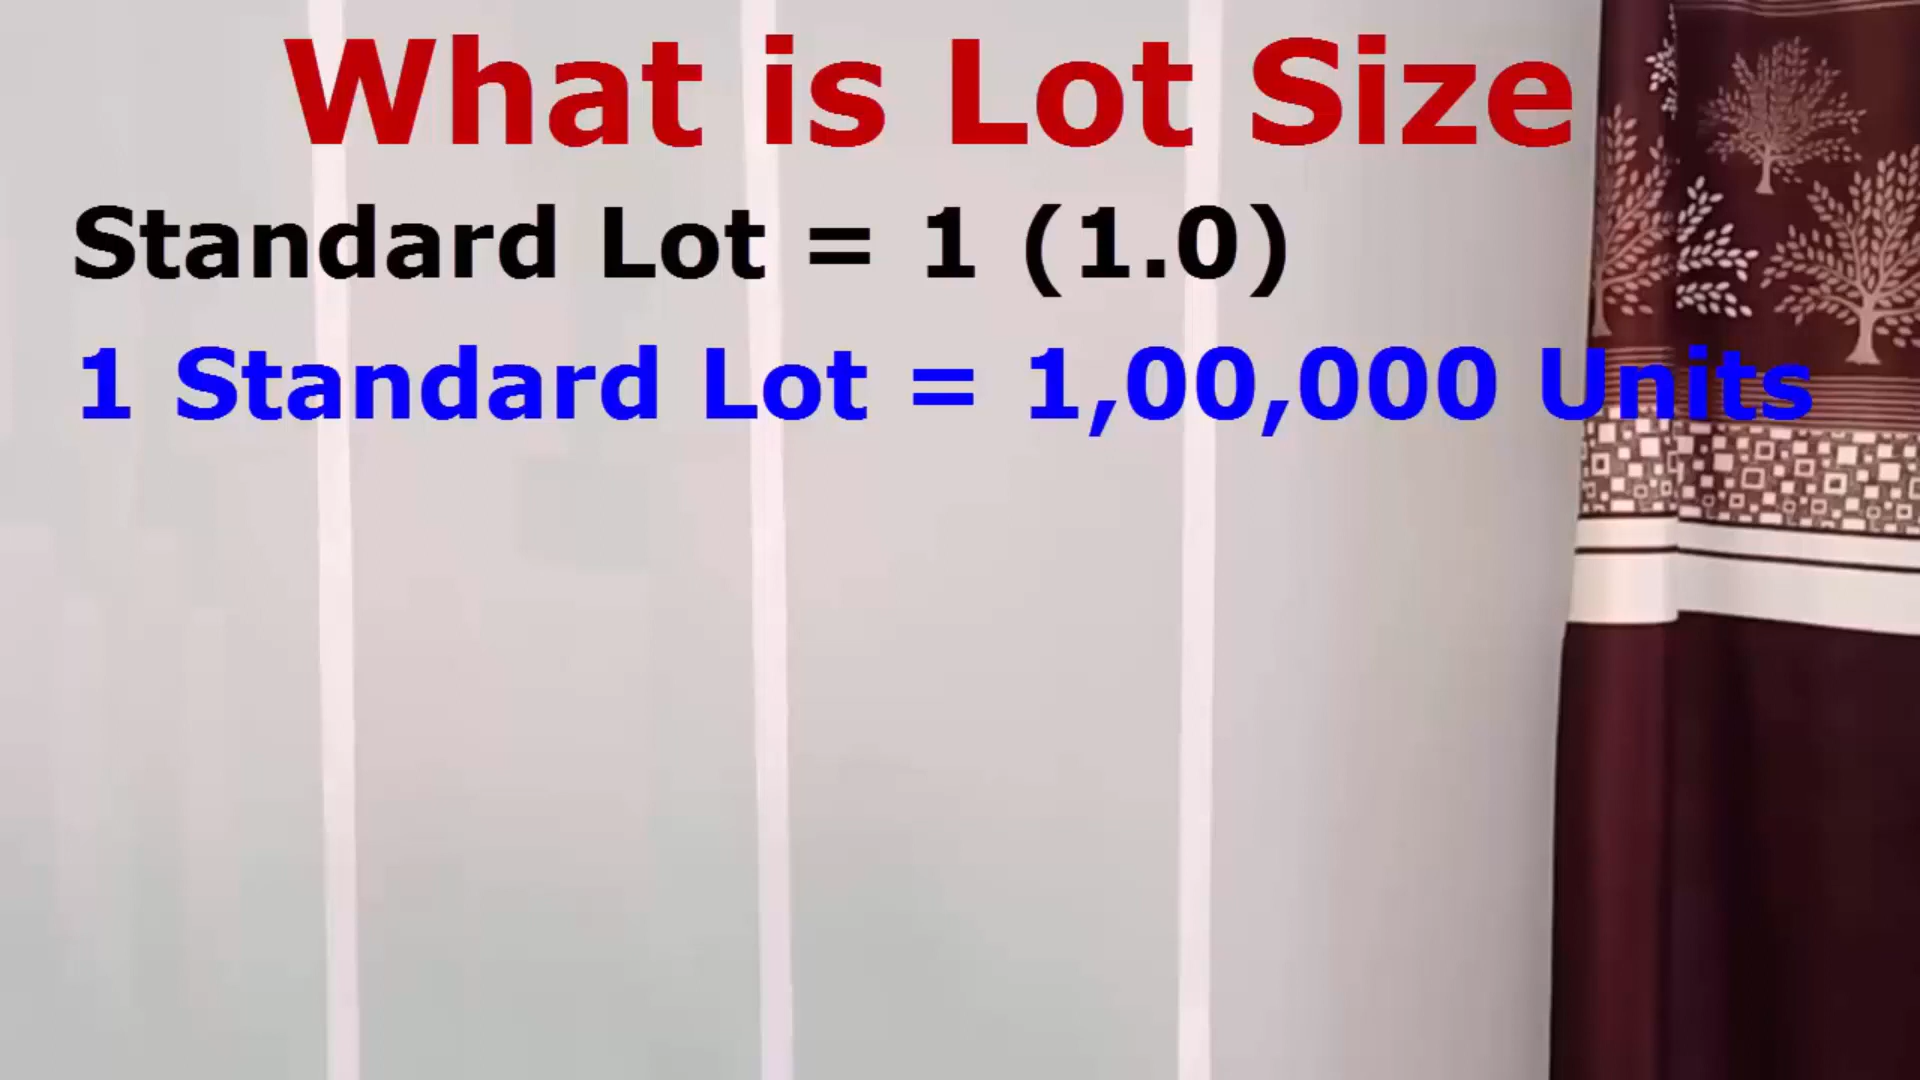 What is Lot Size
Standard Lot = 1 (1.0)
1 Standard Lot = 1,00,000 Units